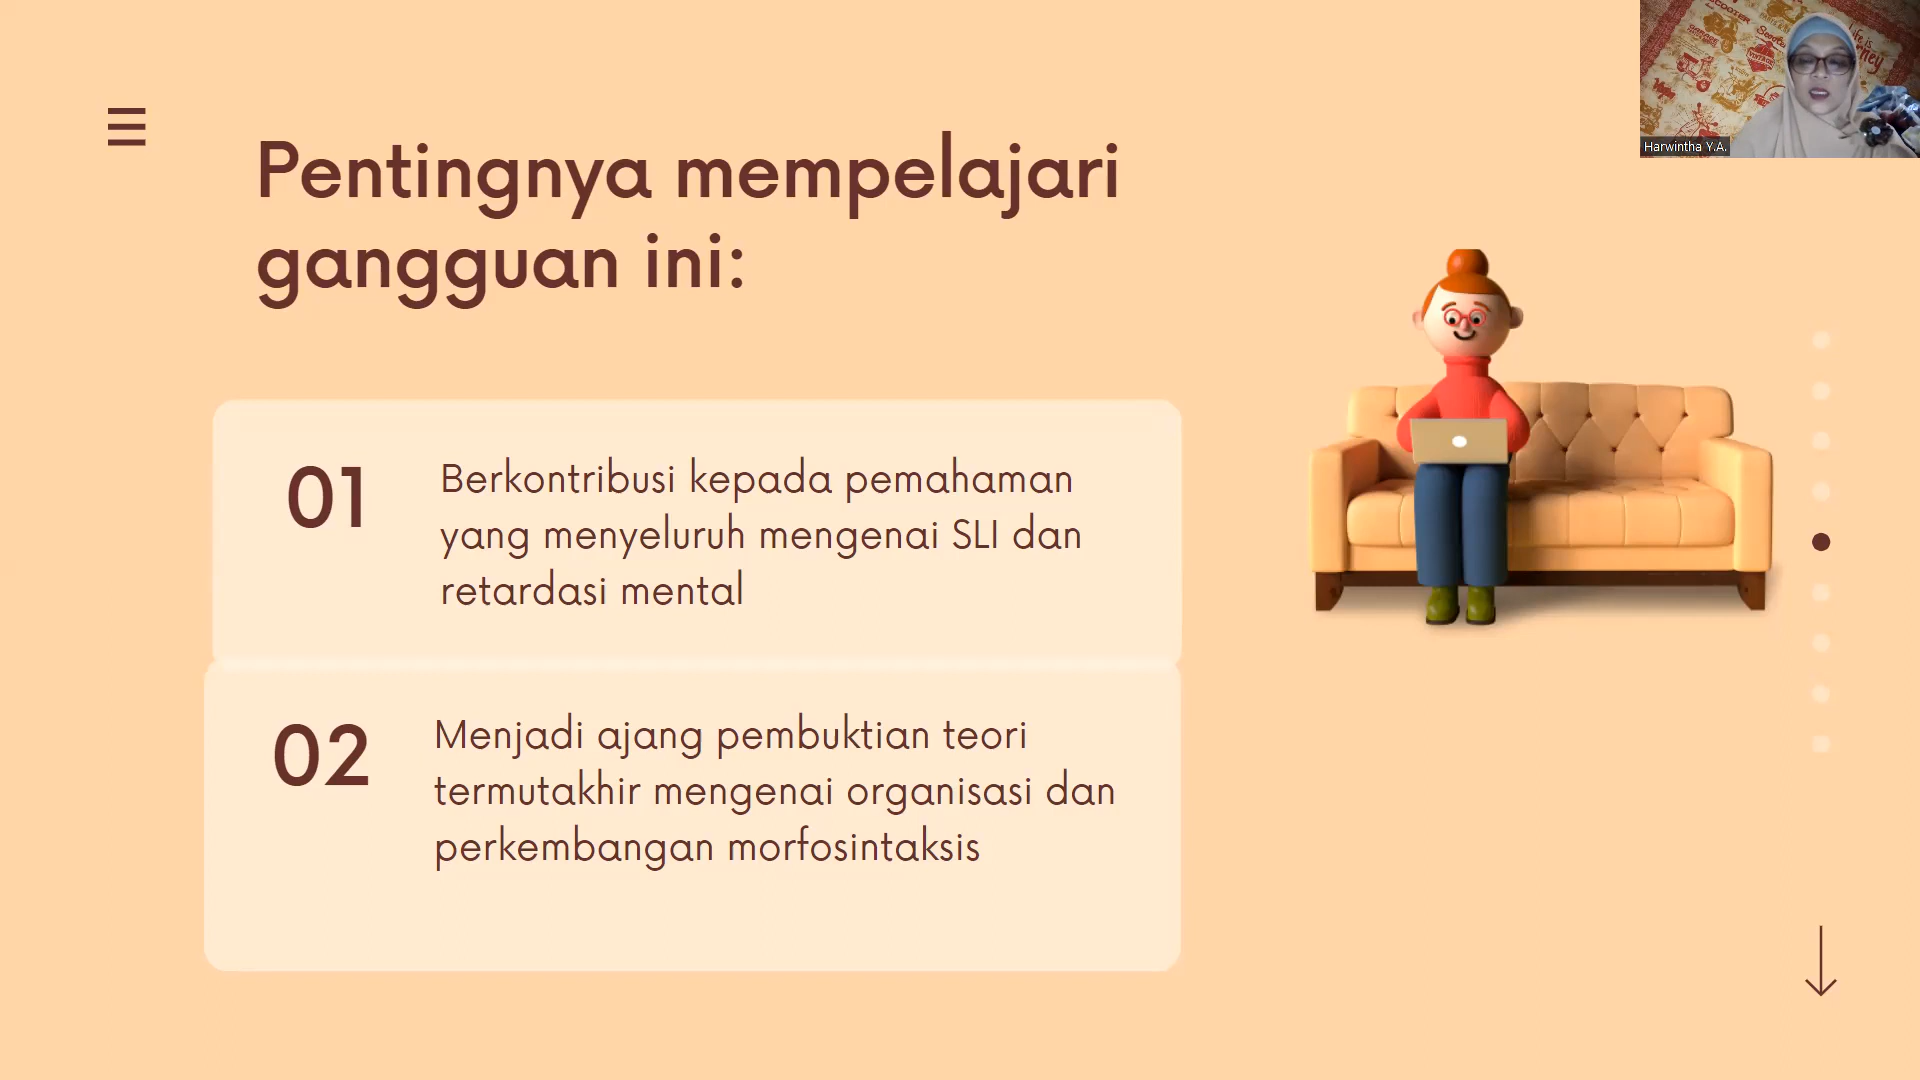 Pentingnya mempelajari
gangguan ini:
01
Berkontribusi kepada pemahaman
yang menyeluruh mengenai SLI dan
retardasi mental
02
Menjadi ajang pembuktian teori
termutakhir mengenai organisasi dan
perkembangan morfosintaksis
Harwintha Y.A.